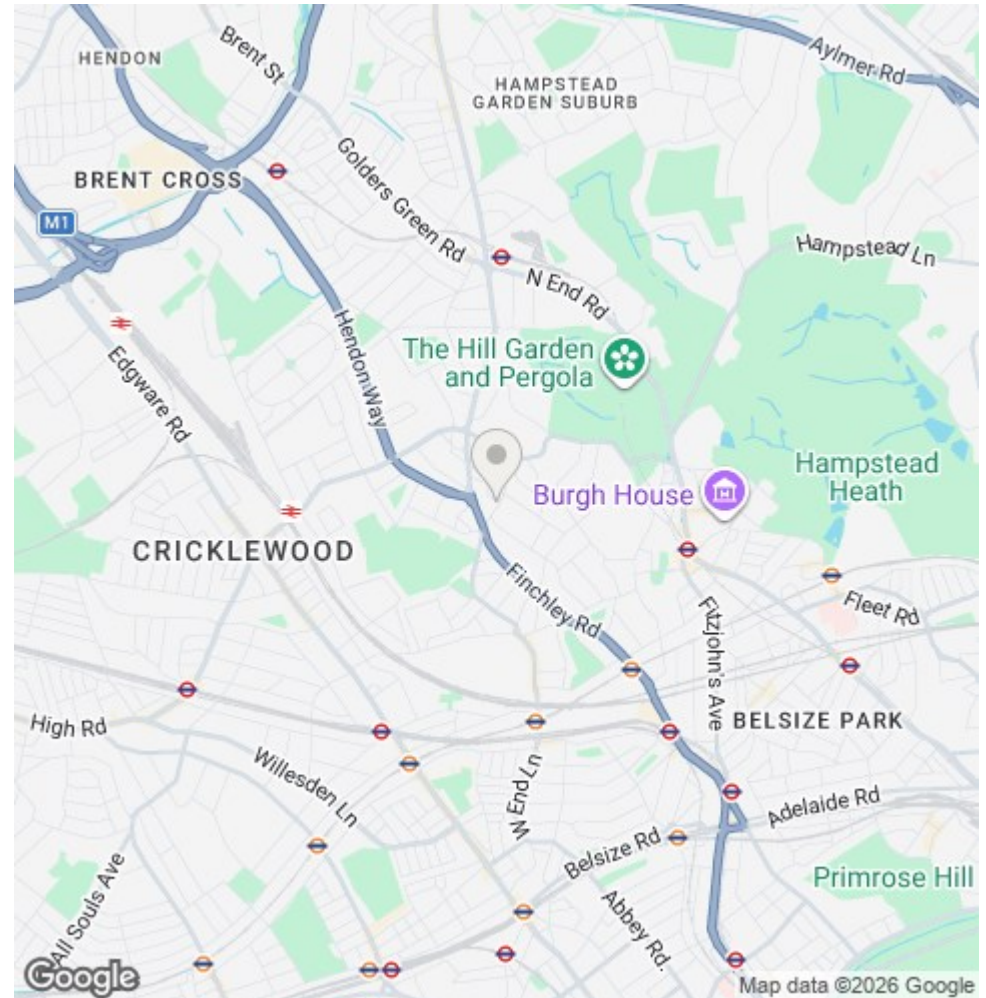 HENDON
Brent St
Aylmer Rd
HAMPSTEAD
GARDEN SUBURB
Golders Green Rd
BRENT CROSS
M1
Hampstead Ln
N End Rd
Hendon Way
The Hill Garden
and Pergola
Edgware Rd
Hampstead
Heath
Burgh House
CRICKLEWOOD
Finchley Rd
Fleet Rd
Fitzjohn's Ave
High Rd
BELSIZE PARK
Willesden Ln
W End Ln
Adelaide Rd
Belsize Rd
Primrose Hill
All Souls Ave
Abbey Rd.
Google
Map data ©2026 Google